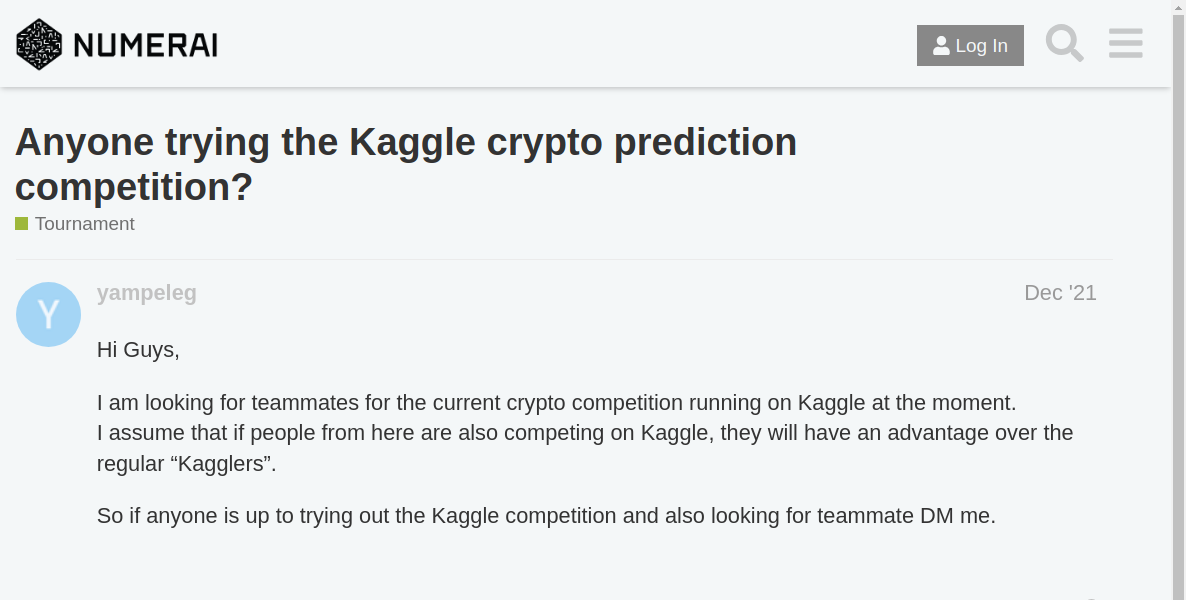 NUMERAI
Log In
Anyone trying the Kaggle crypto prediction
competition?
Tournament
Y
yampeleg
Dec '21
Hi Guys,
I am looking for teammates for the current crypto competition running on Kaggle at the moment.
I assume that if people from here are also competing on Kaggle, they will have an advantage over the
regular “Kagglers”.
So if anyone is up to trying out the Kaggle competition and also looking for teammate DM me.